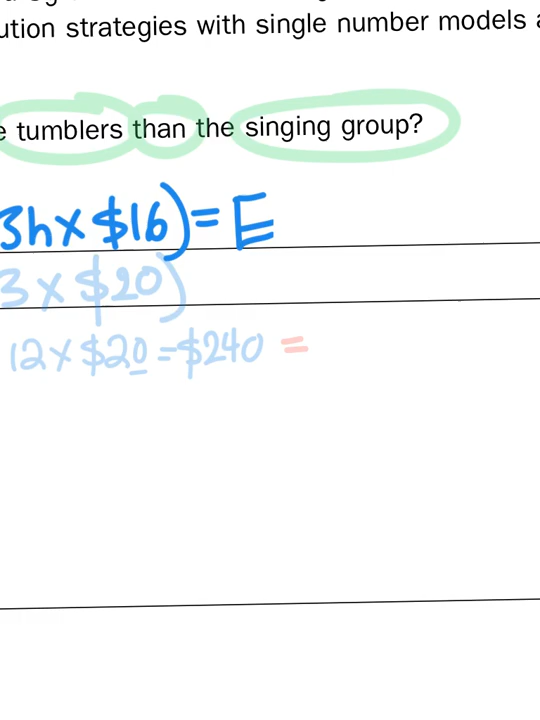 ution strategies with single number models a
e tumblers than the singing group?
3h x $16) = E
3 x $20)
12 x $20 = $240 =